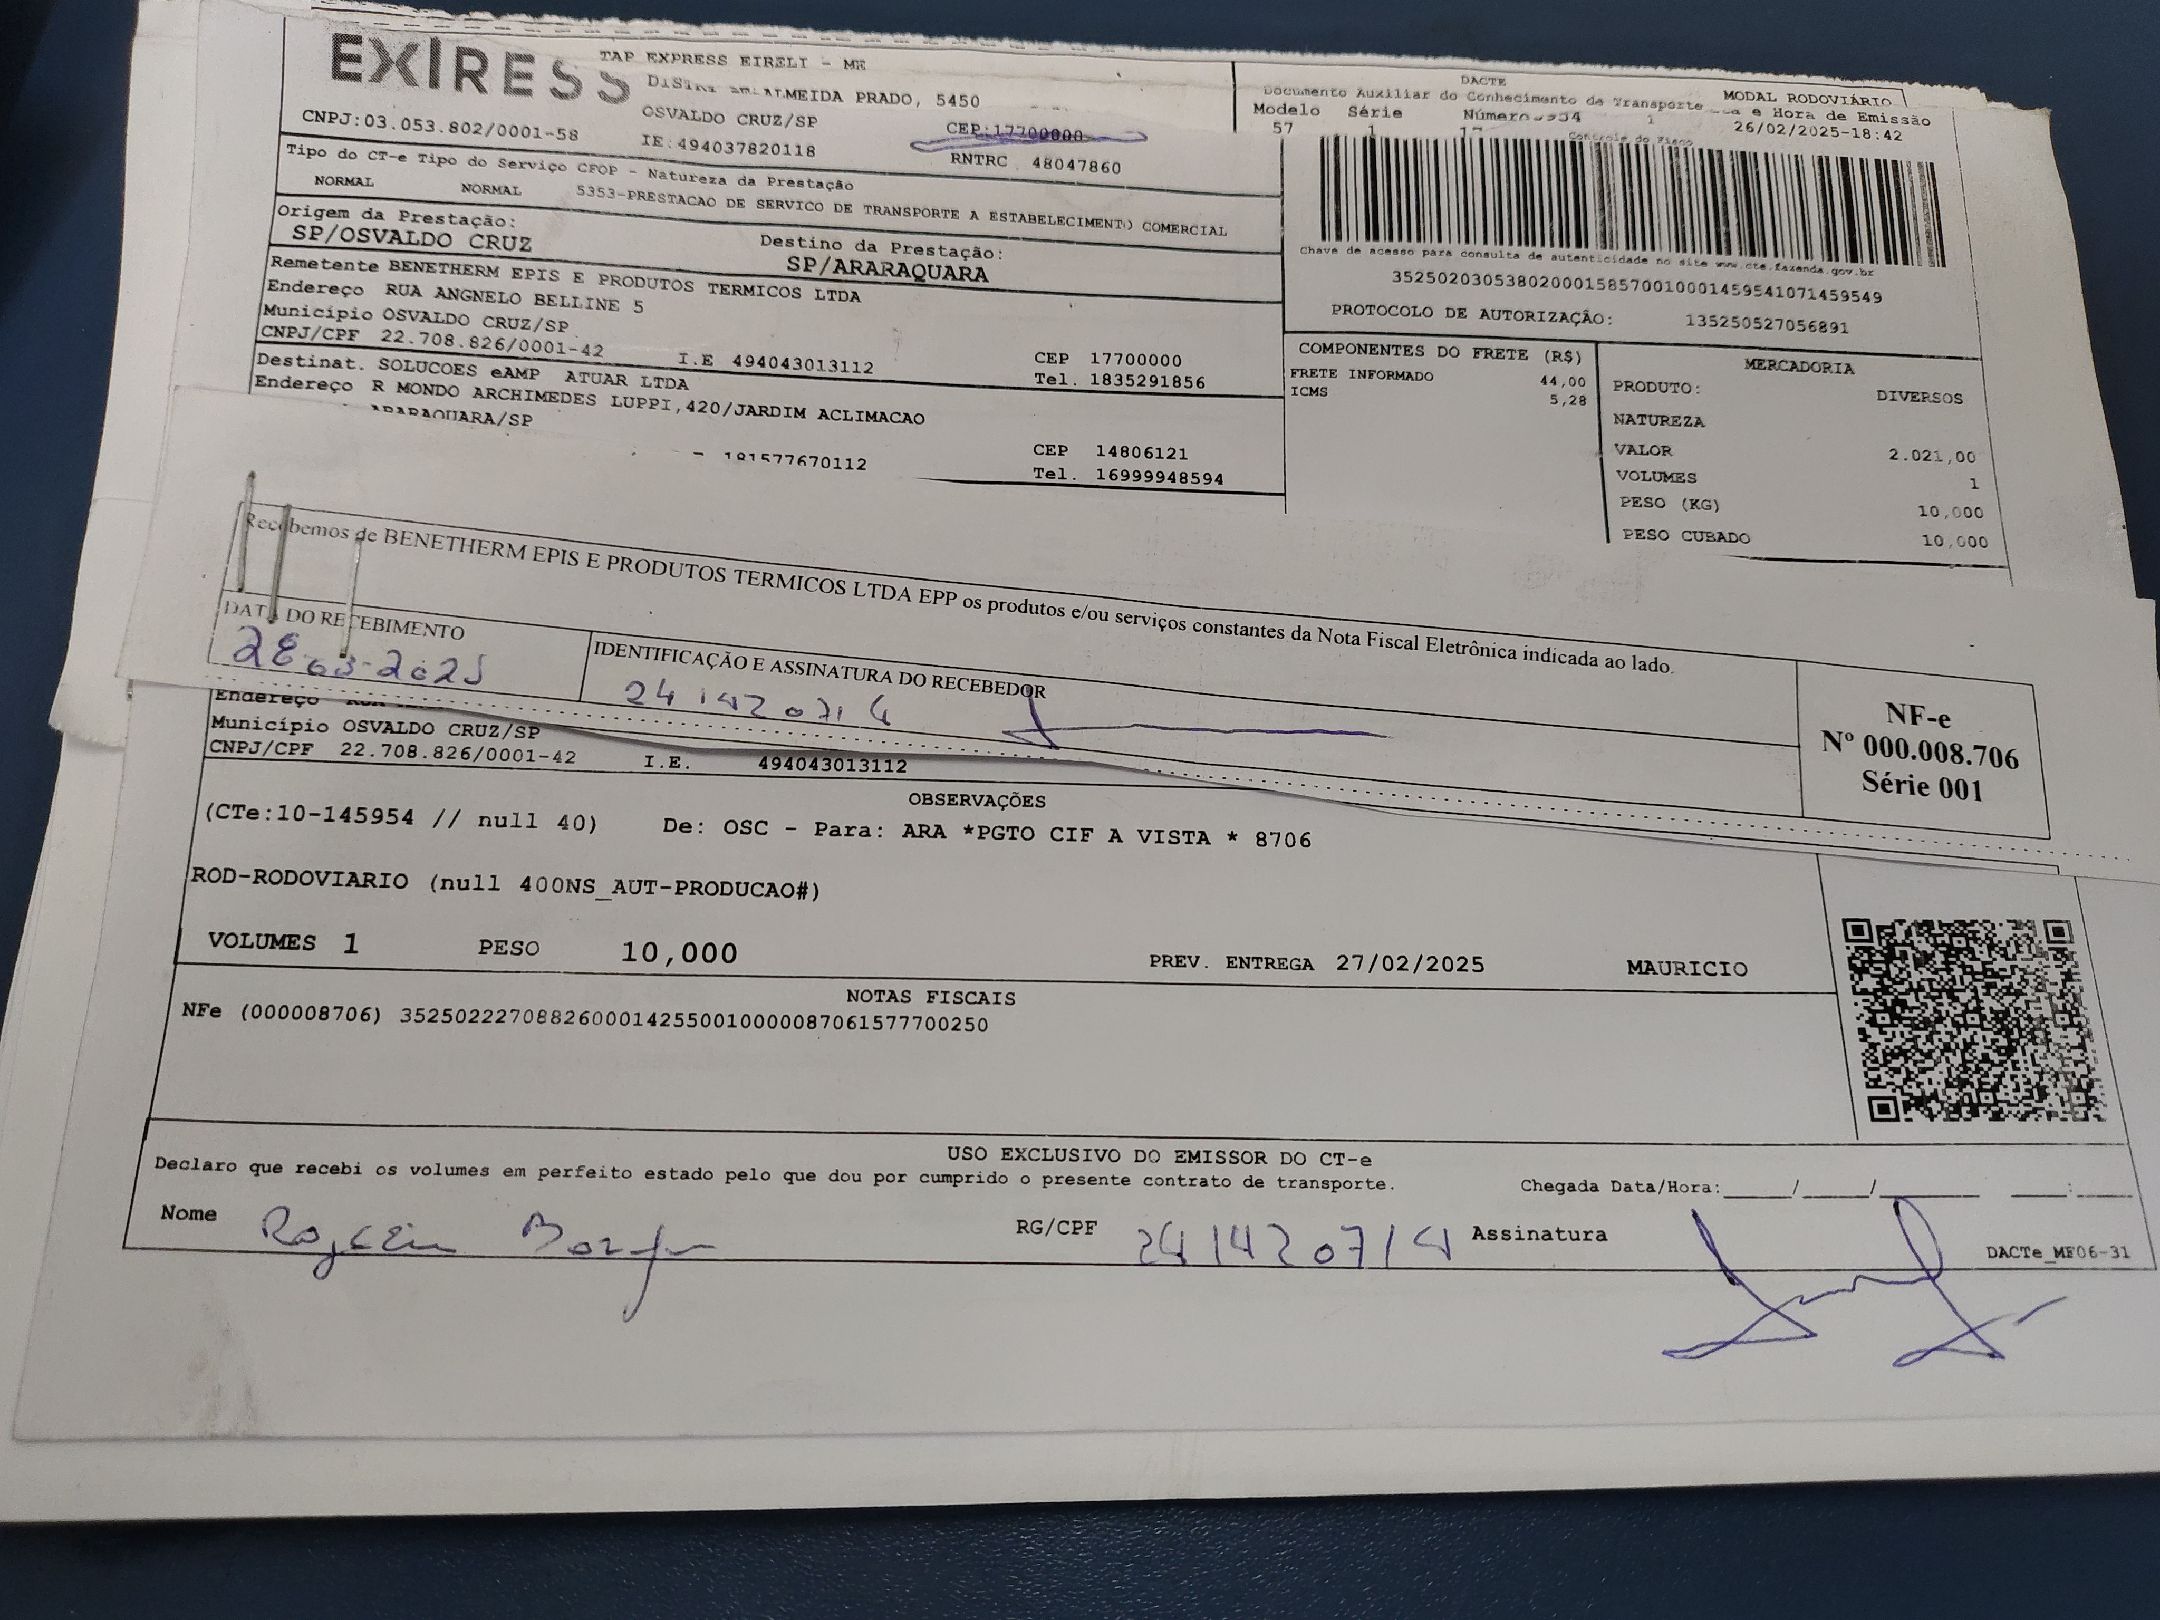 EXIRESS
TAP EXPRESS EIRELI - ME
ALMEIDA PRADO, 5450
OSVALDO CRUZ/SP
CEP:17700000
CNPJ:03.053.802/0001-58
IE:494037820118
RNTRC 48047860
DACTE
Documento Auxiliar do Conhecimento de Transporte
MODAL RODOVIÁRIO
Modelo Série Número e Hora de Emissão
57 1 26/02/2025-18:42
Controle do Fisco
Tipo do CT-e Tipo do Serviço CFOP - Natureza da Prestação
NORMAL NORMAL 5353-PRESTACAO DE SERVICO DE TRANSPORTE A ESTABELECIMENTO COMERCIAL
Origem da Prestação: Destino da Prestação:
SP/OSVALDO CRUZ SP/ARARAQUARA
Chave de acesso para consulta de autenticidade no site www.cte.fazenda.gov.br
35250203053802000158570010001459541071459549
PROTOCOLO DE AUTORIZAÇÃO: 135250527056891
Remetente BENETHERM EPIS E PRODUTOS TERMICOS LTDA
Endereço RUA ANGNELO BELLINE 5
Município OSVALDO CRUZ/SP CEP 17700000
CNPJ/CPF 22.708.826/0001-42 I.E 494043013112 Tel. 1835291856
Destinat. SOLUCOES eAMP ATUAR LTDA
Endereço R MONDO ARCHIMEDES LUPPI,420/JARDIM ACLIMACAO
ARARAQUARA/SP CEP 14806121
181577670112 Tel. 16999948594
COMPONENTES DO FRETE (R$)
FRETE INFORMADO 44,00
ICMS 5,28
MERCADORIA
PRODUTO: DIVERSOS
NATUREZA
VALOR 2.021,00
VOLUMES 1
PESO (KG) 10,000
PESO CUBADO 10,000
Recebemos de BENETHERM EPIS E PRODUTOS TERMICOS LTDA EPP os produtos e/ou serviços constantes da Nota Fiscal Eletrônica indicada ao lado.
DATA DO RECEBIMENTO IDENTIFICAÇÃO E ASSINATURA DO RECEBEDOR
2025
241420714
NF-e
Nº 000.008.706
Série 001
Endereço RUA
Município OSVALDO CRUZ/SP
CNPJ/CPF 22.708.826/0001-42 I.E. 494043013112
OBSERVAÇÕES
(CTe:10-145954 // null 40) De: OSC - Para: ARA *PGTO CIF A VISTA * 8706
ROD-RODOVIARIO (null 400NS_AUT-PRODUCAO#)
VOLUMES 1 PESO 10,000 PREV. ENTREGA 27/02/2025 MAURICIO
NOTAS FISCAIS
NFe (000008706) 35250222708826000142550010000087061577700250
USO EXCLUSIVO DO EMISSOR DO CT-e
Declaro que recebi os volumes em perfeito estado pelo que dou por cumprido o presente contrato de transporte. Chegada Data/Hora:_____/_____/_____ ____:____
Nome RG/CPF 241420714 Assinatura
DACTe_MF06-31